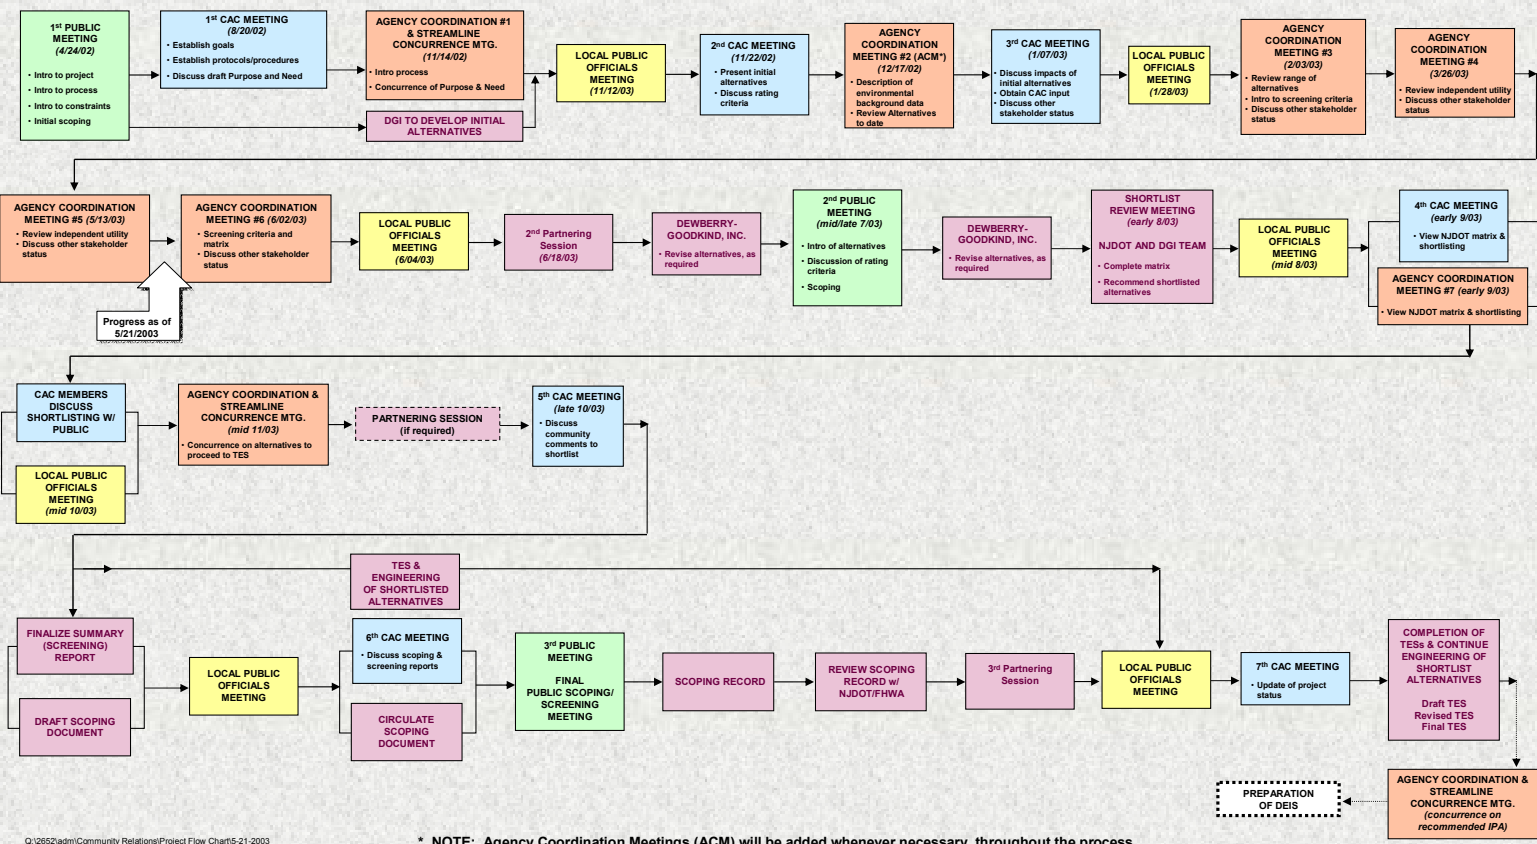 1st PUBLIC
MEETING
(4/24/02)
• Intro to project
• Intro to process
• Intro to constraints
• Initial scoping
1st CAC MEETING
(8/20/02)
• Establish goals
• Establish protocols/procedures
• Discuss draft Purpose and Need
AGENCY COORDINATION #1
& STREAMLINE
CONCURRENCE MTG.
(11/14/02)
• Intro process
• Concurrence of Purpose & Need
DGI TO DEVELOP INITIAL
ALTERNATIVES
LOCAL PUBLIC
OFFICIALS
MEETING
(11/12/03)
2nd CAC MEETING
(11/22/02)
• Present initial
alternatives
• Discuss rating
criteria
AGENCY
COORDINATION
MEETING #2 (ACM*)
(12/17/02)
• Description of
environmental
background data
• Review Alternatives
to date
3rd CAC MEETING
(1/07/03)
• Discuss impacts of
initial alternatives
• Obtain CAC input
• Discuss other
stakeholder status
LOCAL PUBLIC
OFFICIALS
MEETING
(1/28/03)
AGENCY
COORDINATION
MEETING #3
(2/03/03)
• Review range of
alternatives
• Intro to screening criteria
• Discuss other stakeholder
status
AGENCY
COORDINATION
MEETING #4
(3/26/03)
• Review independent utility
• Discuss other stakeholder
status
AGENCY COORDINATION
MEETING #5 (5/13/03)
• Review independent utility
• Discuss other stakeholder
status
AGENCY COORDINATION
MEETING #6 (6/02/03)
• Screening criteria and
matrix
• Discuss other stakeholder
status
Progress as of
5/21/2003
LOCAL PUBLIC
OFFICIALS
MEETING
(6/04/03)
2nd Partnering
Session
(6/18/03)
DEWBERRY-
GOODKIND, INC.
• Revise alternatives, as
required
2nd PUBLIC
MEETING
(mid/late 7/03)
• Intro of alternatives
• Discussion of rating
criteria
• Scoping
DEWBERRY-
GOODKIND, INC.
• Revise alternatives, as
required
SHORTLIST
REVIEW MEETING
(early 8/03)
NJDOT AND DGI TEAM
• Complete matrix
• Recommend shortlisted
alternatives
LOCAL PUBLIC
OFFICIALS
MEETING
(mid 8/03)
4th CAC MEETING
(early 9/03)
• View NJDOT matrix &
shortlisting
AGENCY COORDINATION
MEETING #7 (early 9/03)
• View NJDOT matrix & shortlisting
CAC MEMBERS
DISCUSS
SHORTLISTING W/
PUBLIC
LOCAL PUBLIC
OFFICIALS
MEETING
(mid 10/03)
AGENCY COORDINATION &
STREAMLINE
CONCURRENCE MTG.
(mid 11/03)
• Concurrence on alternatives to
proceed to TES
PARTNERING SESSION
(if required)
5th CAC MEETING
(late 10/03)
• Discuss
community
comments to
shortlist
TES &
ENGINEERING
OF SHORTLISTED
ALTERNATIVES
FINALIZE SUMMARY
(SCREENING)
REPORT
DRAFT SCOPING
DOCUMENT
LOCAL PUBLIC
OFFICIALS
MEETING
6th CAC MEETING
• Discuss scoping &
screening reports
CIRCULATE
SCOPING
DOCUMENT
3rd PUBLIC
MEETING
FINAL
PUBLIC SCOPING/
SCREENING
MEETING
SCOPING RECORD
REVIEW SCOPING
RECORD w/
NJDOT/FHWA
3rd Partnering
Session
LOCAL PUBLIC
OFFICIALS
MEETING
7th CAC MEETING
• Update of project
status
COMPLETION OF
TESs & CONTINUE
ENGINEERING OF
SHORTLIST
ALTERNATIVES
Draft TES
Revised TES
Final TES
AGENCY COORDINATION &
STREAMLINE
CONCURRENCE MTG.
(concurrence on
recommended IPA)
PREPARATION
OF DEIS
Q:\2652\adm\Community Relations\Project Flow Chart\5-21-2003
* NOTE: Agency Coordination Meetings (ACM) will be added whenever necessary, throughout the process